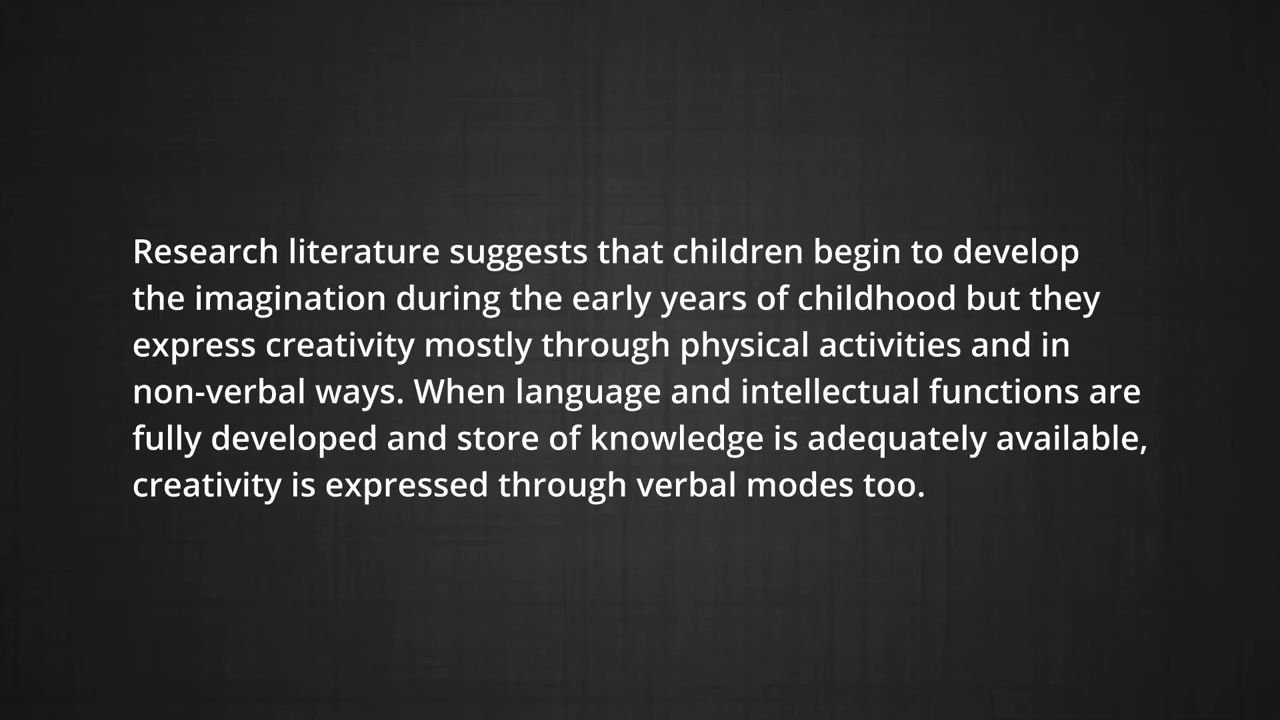 Research literature suggests that children begin to develop
the imagination during the early years of childhood but they
express creativity mostly through physical activities and in
non-verbal ways. When language and intellectual functions are
fully developed and store of knowledge is adequately available,
creativity is expressed through verbal modes too.